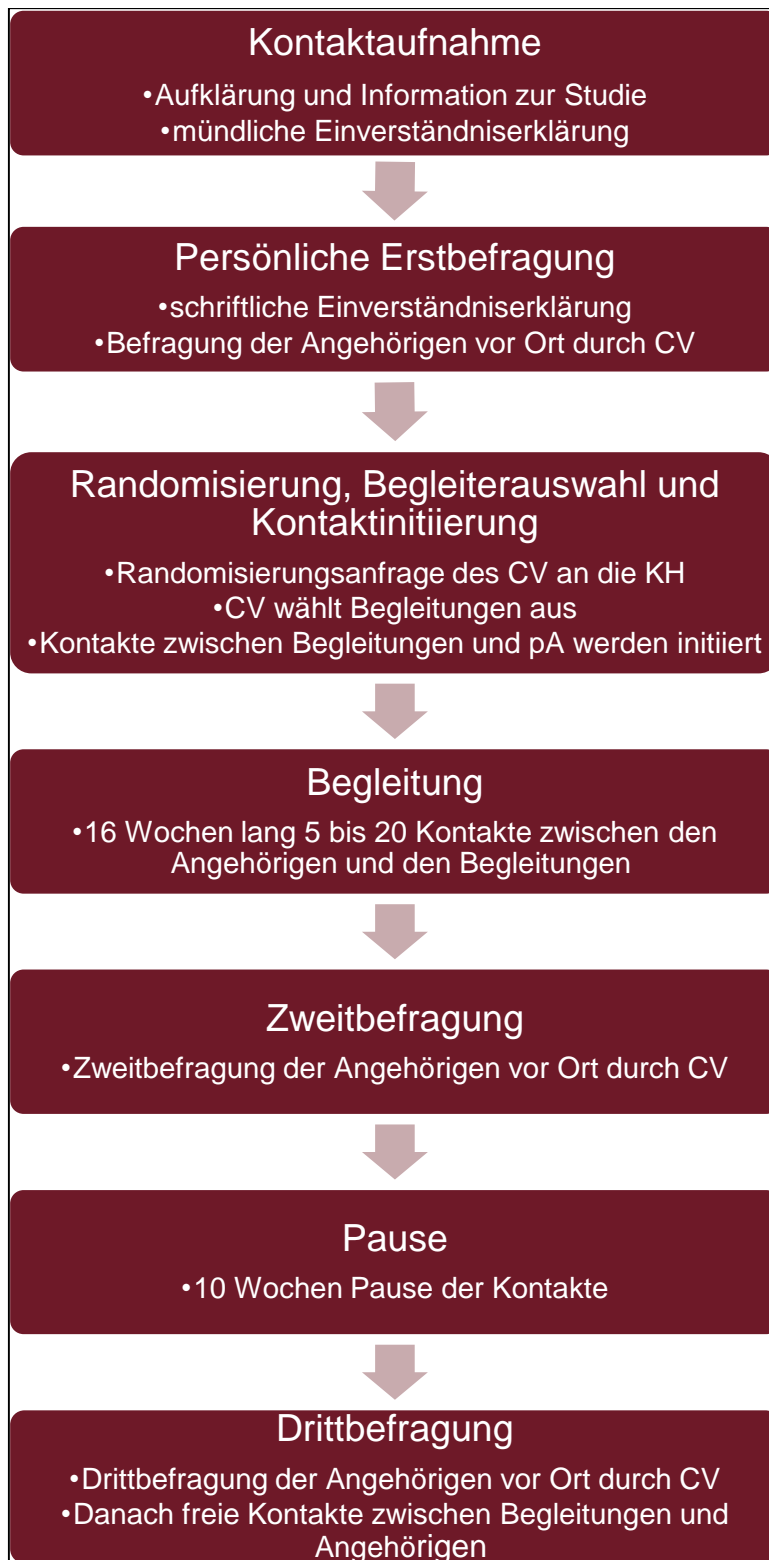 Kontaktaufnahme
•Aufklärung und Information zur Studie
•mündliche Einverständniserklärung
Persönliche Erstbefragung
•schriftliche Einverständniserklärung
•Befragung der Angehörigen vor Ort durch CV
Randomisierung, Begleiterauswahl und
Kontaktinitiierung
•Randomisierungsanfrage des CV an die KH
•CV wählt Begleitungen aus
•Kontakte zwischen Begleitungen und pA werden initiiert
Begleitung
•16 Wochen lang 5 bis 20 Kontakte zwischen den
Angehörigen und den Begleitungen
Zweitbefragung
•Zweitbefragung der Angehörigen vor Ort durch CV
Pause
•10 Wochen Pause der Kontakte
Drittbefragung
•Drittbefragung der Angehörigen vor Ort durch CV
•Danach freie Kontakte zwischen Begleitungen und
Angehörigen